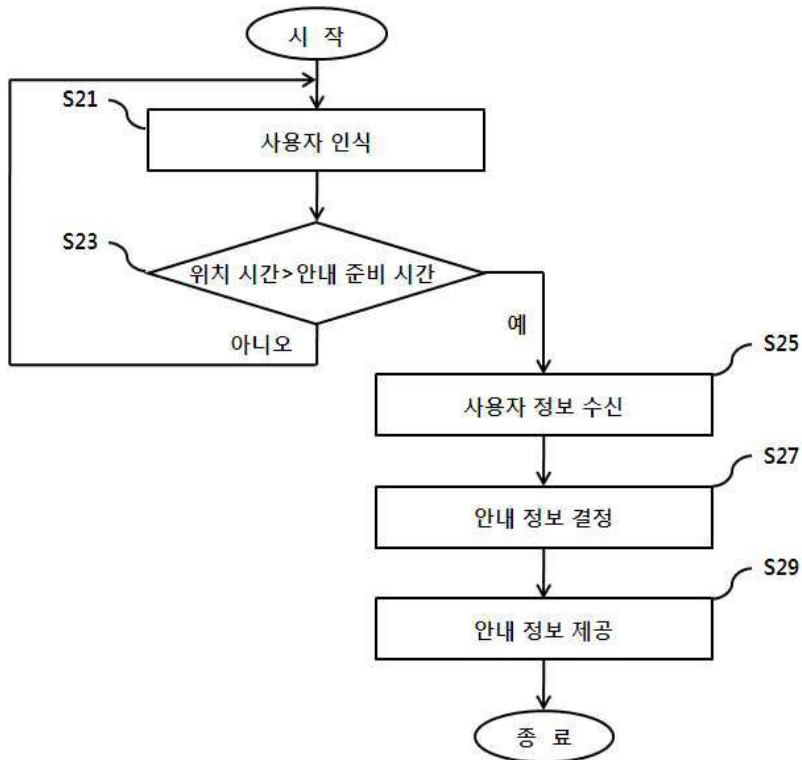 시 작
S21
사용자 인식
S23
위치 시간>안내 준비 시간
아니오
예
S25
사용자 정보 수신
S27
안내 정보 결정
S29
안내 정보 제공
종 료